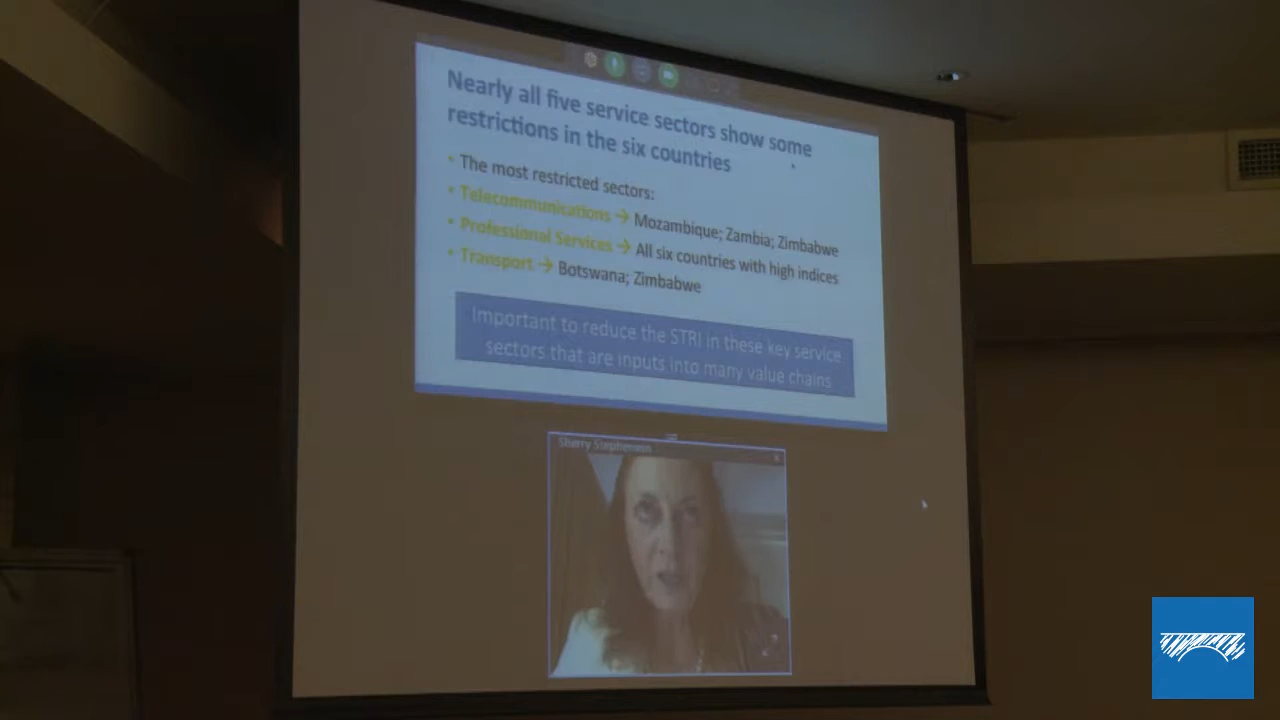 Nearly all five service sectors show some
restrictions in the six countries
• The most restricted sectors:
• Telecommunications → Mozambique; Zambia; Zimbabwe
• Professional Services → All six countries with high indices
• Transport → Botswana; Zimbabwe
Important to reduce the STRI in these key service
sectors that are inputs into many value chains
Sherry Stephenson